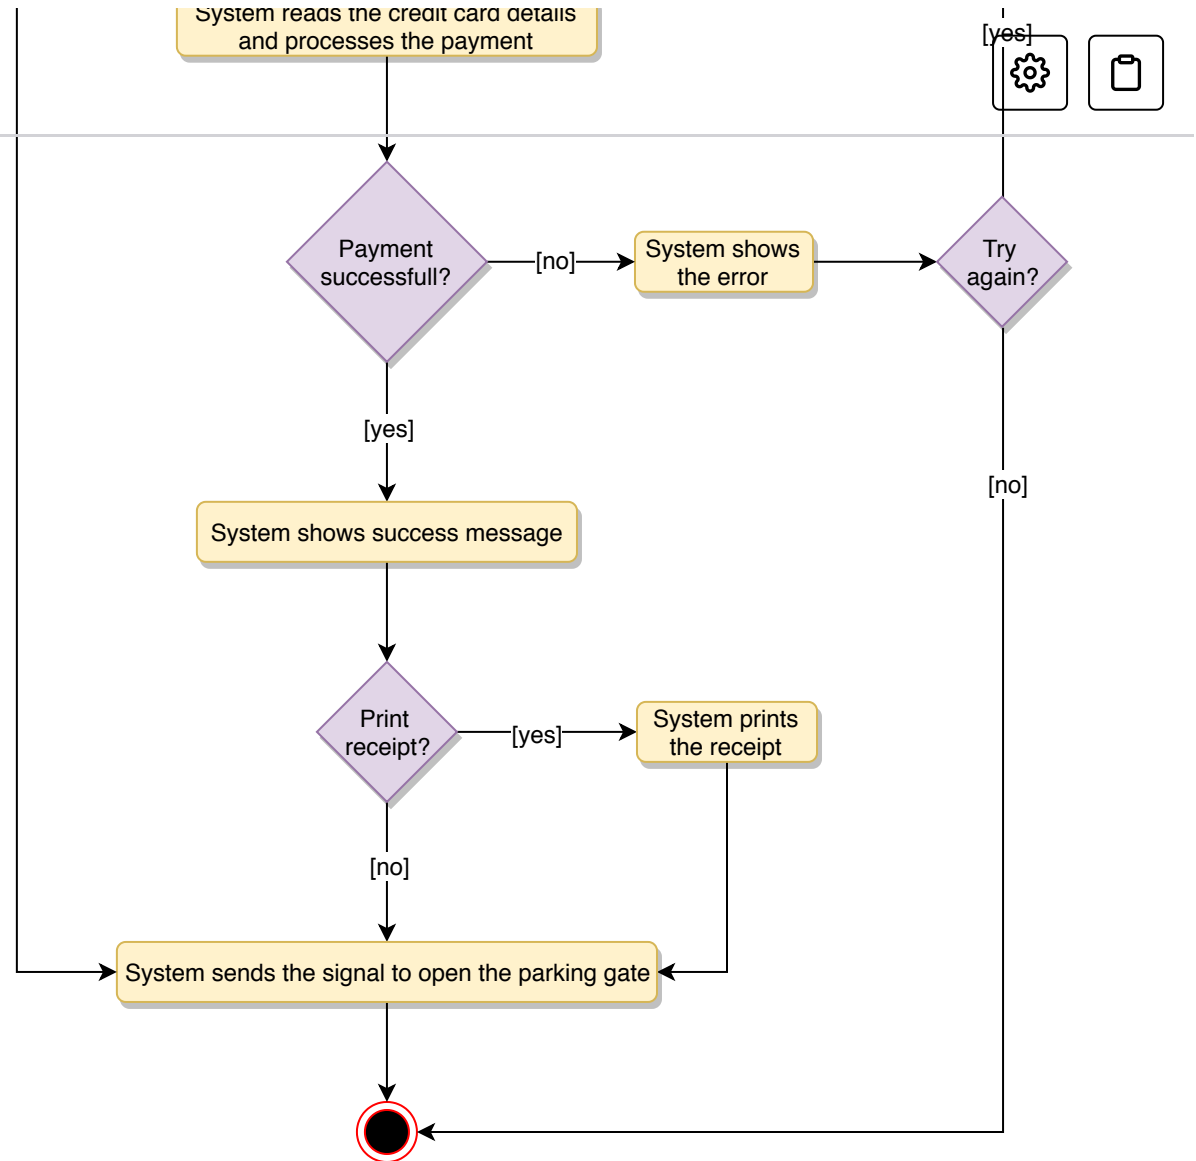 System reads the credit card details
and processes the payment
[yes]
Payment
successfull?
[no]
System shows
the error
Try
again?
[yes]
[no]
System shows success message
Print
receipt?
[yes]
System prints
the receipt
[no]
System sends the signal to open the parking gate